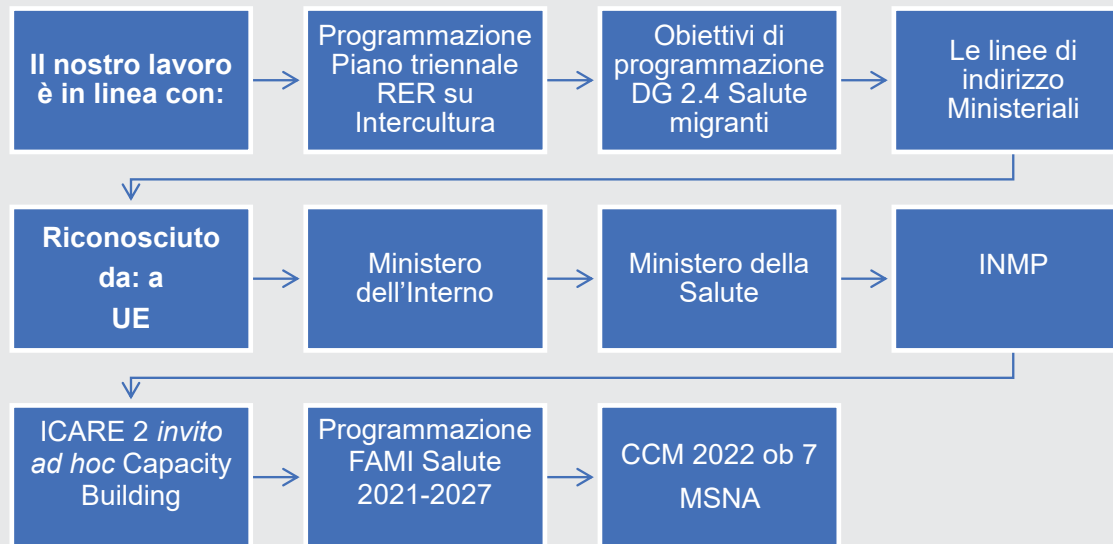 Il nostro lavoro
è in linea con:
Programmazione
Piano triennale
RER su
Intercultura
Obiettivi di
programmazione
DG 2.4 Salute
migranti
Le linee di
indirizzo
Ministeriali
Riconosciuto
da: a
UE
Ministero
dell'Interno
Ministero della
Salute
INMP
ICARE 2 invito
ad hoc Capacity
Building
Programmazione
FAMI Salute
2021-2027
CCM 2022 ob 7
MSNA